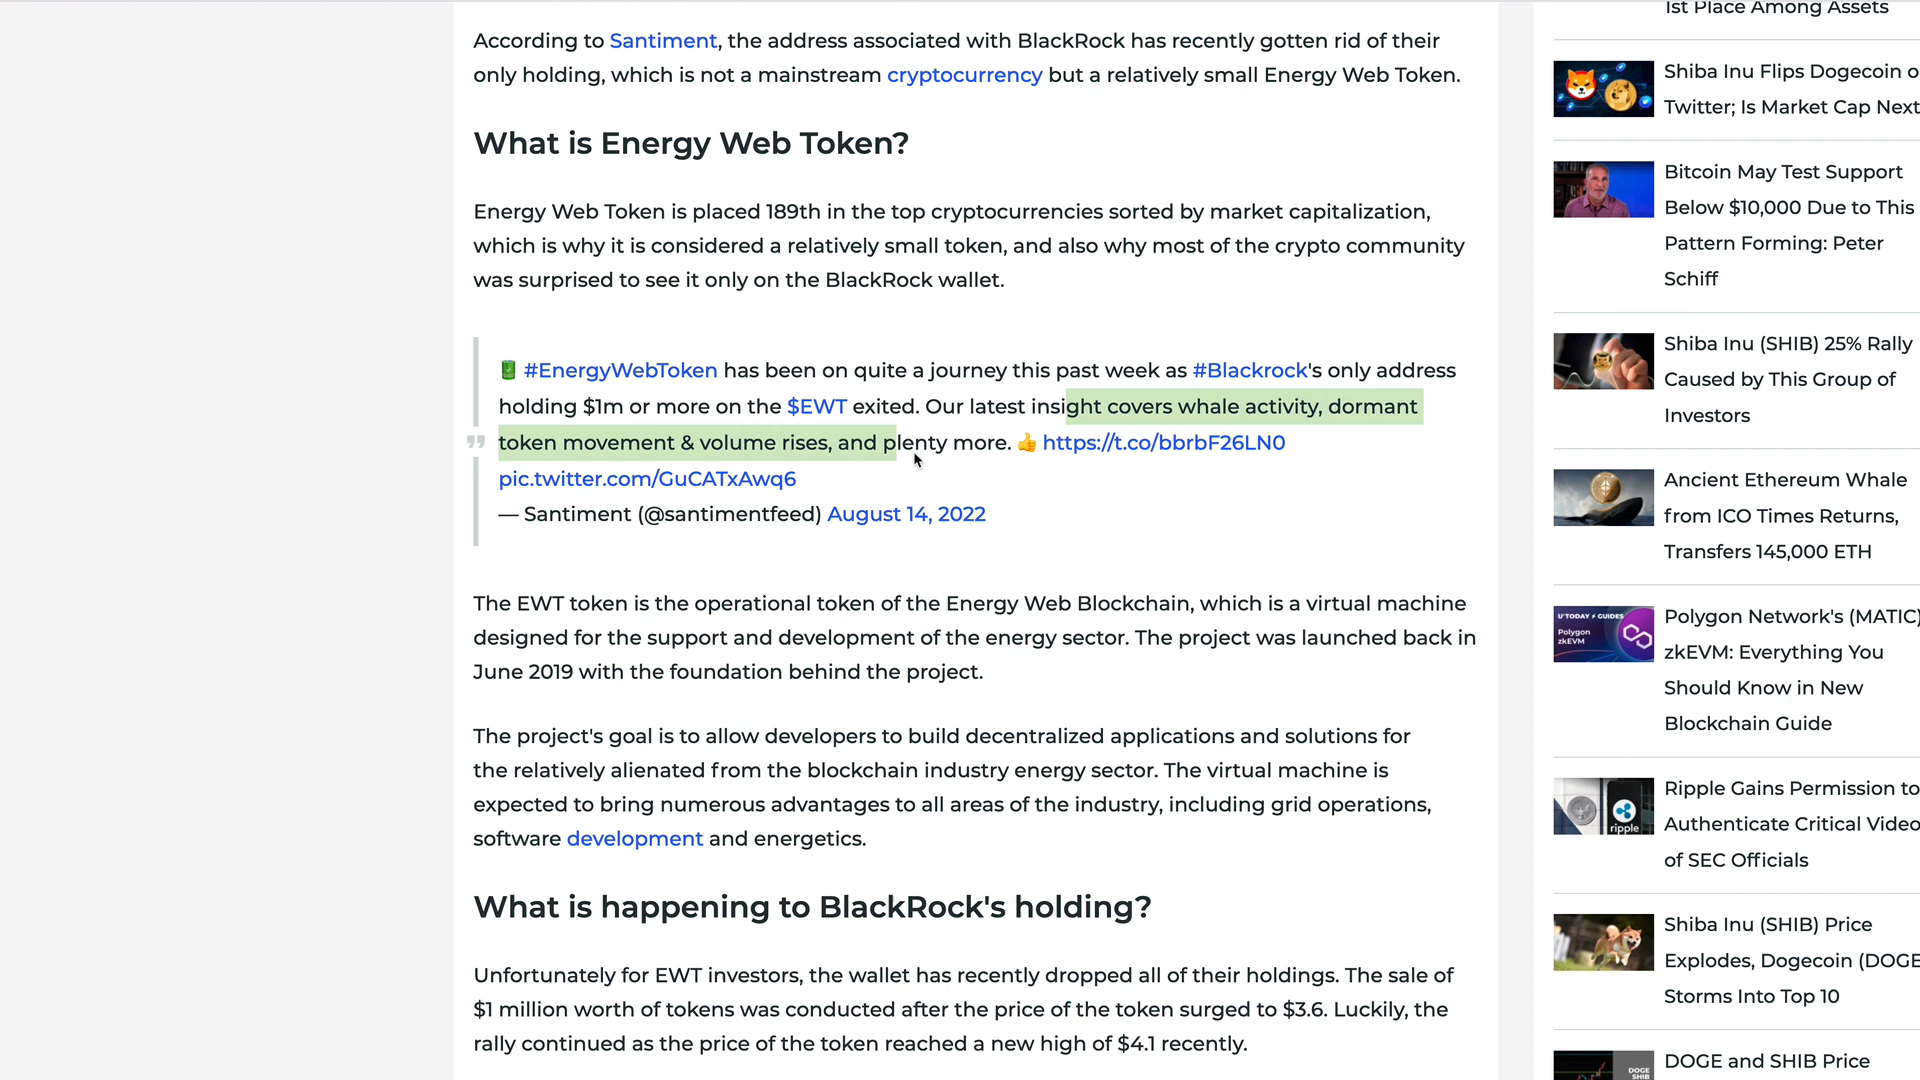 According to Santiment, the address associated with BlackRock has recently gotten rid of their
only holding, which is not a mainstream cryptocurrency but a relatively small Energy Web Token.
What is Energy Web Token?
Energy Web Token is placed 189th in the top cryptocurrencies sorted by market capitalization,
which is why it is considered a relatively small token, and also why most of the crypto community
was surprised to see it only on the BlackRock wallet.
#EnergyWebToken has been on quite a journey this past week as #Blackrock's only address
holding $1m or more on the $EWT exited. Our latest insight covers whale activity, dormant
token movement & volume rises, and plenty more. 👍 https://t.co/bbrbF26LN0
pic.twitter.com/GuCATxAwq6
— Santiment (@santimentfeed) August 14, 2022
The EWT token is the operational token of the Energy Web Blockchain, which is a virtual machine
designed for the support and development of the energy sector. The project was launched back in
June 2019 with the foundation behind the project.
The project's goal is to allow developers to build decentralized applications and solutions for
the relatively alienated from the blockchain industry energy sector. The virtual machine is
expected to bring numerous advantages to all areas of the industry, including grid operations,
software development and energetics.
What is happening to BlackRock's holding?
Unfortunately for EWT investors, the wallet has recently dropped all of their holdings. The sale of
$1 million worth of tokens was conducted after the price of the token surged to $3.6. Luckily, the
rally continued as the price of the token reached a new high of $4.1 recently.
1st Place Among Assets
Shiba Inu Flips Dogecoin o
Twitter; Is Market Cap Next
Bitcoin May Test Support
Below $10,000 Due to This
Pattern Forming: Peter
Schiff
Shiba Inu (SHIB) 25% Rally
Caused by This Group of
Investors
Ancient Ethereum Whale
from ICO Times Returns,
Transfers 145,000 ETH
U'TODAY GUIDES
Polygon
zkEVM
Polygon Network's (MATIC)
zkEVM: Everything You
Should Know in New
Blockchain Guide
ripple
Ripple Gains Permission to
Authenticate Critical Video
of SEC Officials
Shiba Inu (SHIB) Price
Explodes, Dogecoin (DOGE
Storms Into Top 10
DOGE
SHIB
DOGE and SHIB Price